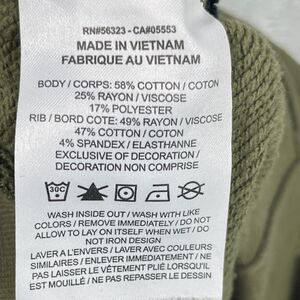 RN#56323 - CA#05553
MADE IN VIETNAM
FABRIQUE AU VIETNAM
BODY / CORPS: 58% COTTON / COTON
25% RAYON / VISCOSE
17% POLYESTER
RIB / BORD COTE: 49% RAYON / VISCOSE
47% COTTON / COTON
4% SPANDEX / ELASTHANNE
EXCLUSIVE OF DECORATION /
DECORATION NON COMPRISE
30C
WASH INSIDE OUT / WASH WITH LIKE
COLORS / REMOVE IMMEDIATELY / DO NOT
ALLOW TO LAY ON ITSELF WHEN WET / DO
NOT IRON DESIGN
LAVER A L'ENVERS / LAVER AVEC COULEURS
SIMILAIRES / ENLEVER IMMEDIATEMENT / NE
PAS LAISSER LE VÊTEMENT PLIÉ LORSQU'IL
EST MOUILLÉ / NE PAS REPASSER LE DESSIN